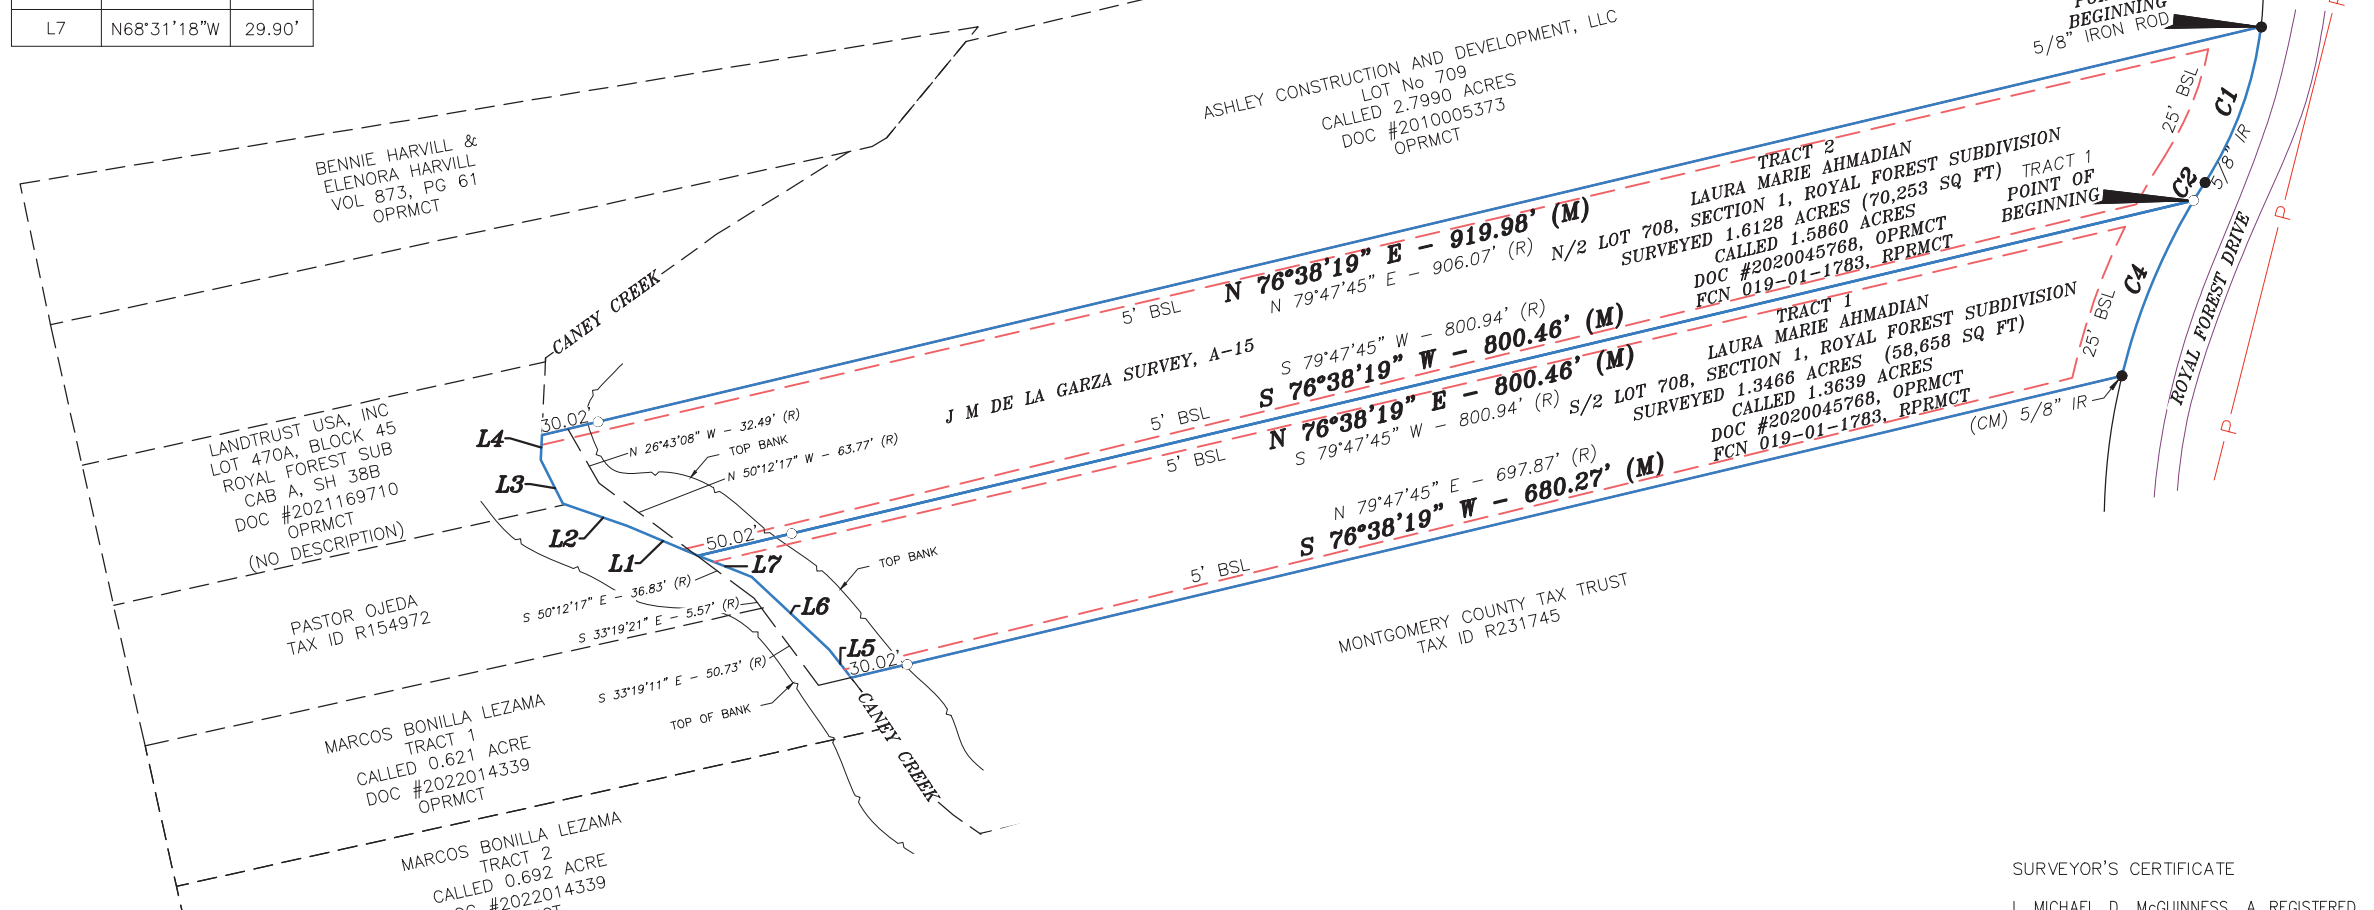 L7 N68°31'18"W 29.90'
BENNIE HARVILL &
ELENORA HARVILL
VOL 873, PG 61
OPRMCT
ASHLEY CONSTRUCTION AND DEVELOPMENT, LLC
LOT No 709
CALLED 2.7990 ACRES
DOC #2010005373
OPRMCT
BEGINNING
5/8" IRON ROD
P
25' BSL
C1
5/8" IR
C2
TRACT 1
POINT OF
BEGINNING
TRACT 2
LAURA MARIE AHMADIAN
N/2 LOT 708, SECTION 1, ROYAL FOREST SUBDIVISION
SURVEYED 1.6128 ACRES (70,253 SQ FT)
CALLED 1.5860 ACRES
DOC #2020045768, OPRMCT
FCN 019-01-1783, RPRMCT
N 76°38'19" E - 919.98' (M)
N 79°47'45" E - 906.07' (R)
5' BSL
CANEY CREEK
J M DE LA GARZA SURVEY, A-15
S 79°47'45" W - 800.94' (R)
S 76°38'19" W - 800.46' (M)
5' BSL
N 76°38'19" E - 800.46' (M)
S 79°47'45" W - 800.94' (R)
5' BSL
TRACT 1
LAURA MARIE AHMADIAN
S/2 LOT 708, SECTION 1, ROYAL FOREST SUBDIVISION
SURVEYED 1.3466 ACRES (58,658 SQ FT)
CALLED 1.3639 ACRES
DOC #2020045768, OPRMCT
FCN 019-01-1783, RPRMCT
25' BSL
C4
ROYAL FOREST DRIVE
P
P
(CM) 5/8" IR
N 79°47'45" E - 697.87' (R)
S 76°38'19" W - 680.27' (M)
5' BSL
30.02'
L4
L3
L2
L1
N 26°43'08" W - 32.49' (R)
TOP BANK
N 50°12'17" W - 63.77' (R)
50.02'
L7
L6
L5
30.02'
TOP BANK
S 50°12'17" E - 36.83' (R)
S 33°19'21" E - 5.57' (R)
S 33°19'11" E - 50.73' (R)
TOP OF BANK
CANEY CREEK
LANDTRUST USA, INC
LOT 470A, BLOCK 45
ROYAL FOREST SUB
CAB A, SH 38B
DOC #2021169710
OPRMCT
(NO DESCRIPTION)
PASTOR OJEDA
TAX ID R154972
MARCOS BONILLA LEZAMA
TRACT 1
CALLED 0.621 ACRE
DOC #2022014339
OPRMCT
MARCOS BONILLA LEZAMA
TRACT 2
CALLED 0.692 ACRE
#2022014339
MONTGOMERY COUNTY TAX TRUST
TAX ID R231745
SURVEYOR'S CERTIFICATE
I, MICHAEL D. McGUINNESS, A REGISTERED